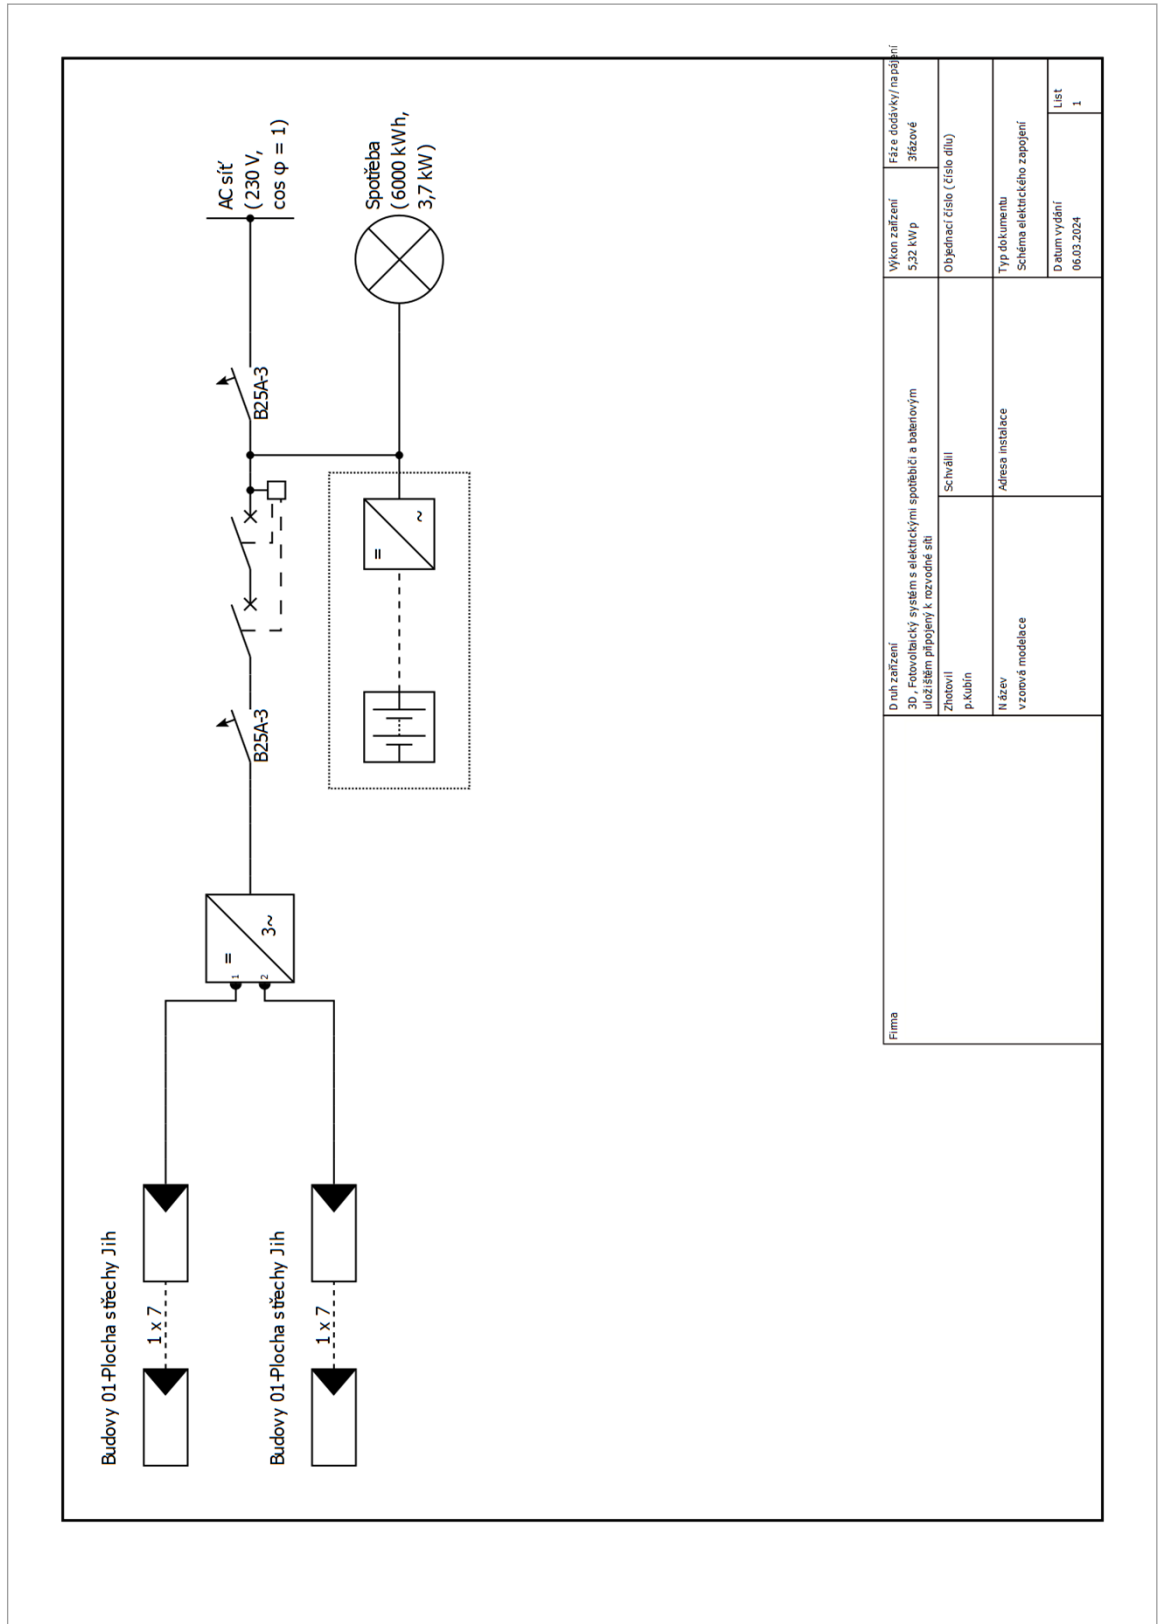 Budovy 01-Plocha střechy Jih
1 x 7
Budovy 01-Plocha střechy Jih
1 x 7
1
2
=
3~
B25A-3
B25A-3
=
~
AC síť
(230 V,
cos φ = 1)
Spotřeba
(6000 kWh,
3,7 kW)
Firma
Druh zařízení
3D, Fotovoltaický systém s elektrickými spotřebiči a bateriovým
uložištěm připojený k rozvodné síti
Výkon zařízení
5,32 kWp
Fáze dodávky/napájení
3fázové
Zhotovil
p.Kubín
Schválil
Objednací číslo (číslo dílu)
Název
vzorová modelace
Adresa instalace
Typ dokumentu
Schéma elektrického zapojení
Datum vydání
06.03.2024
List
1